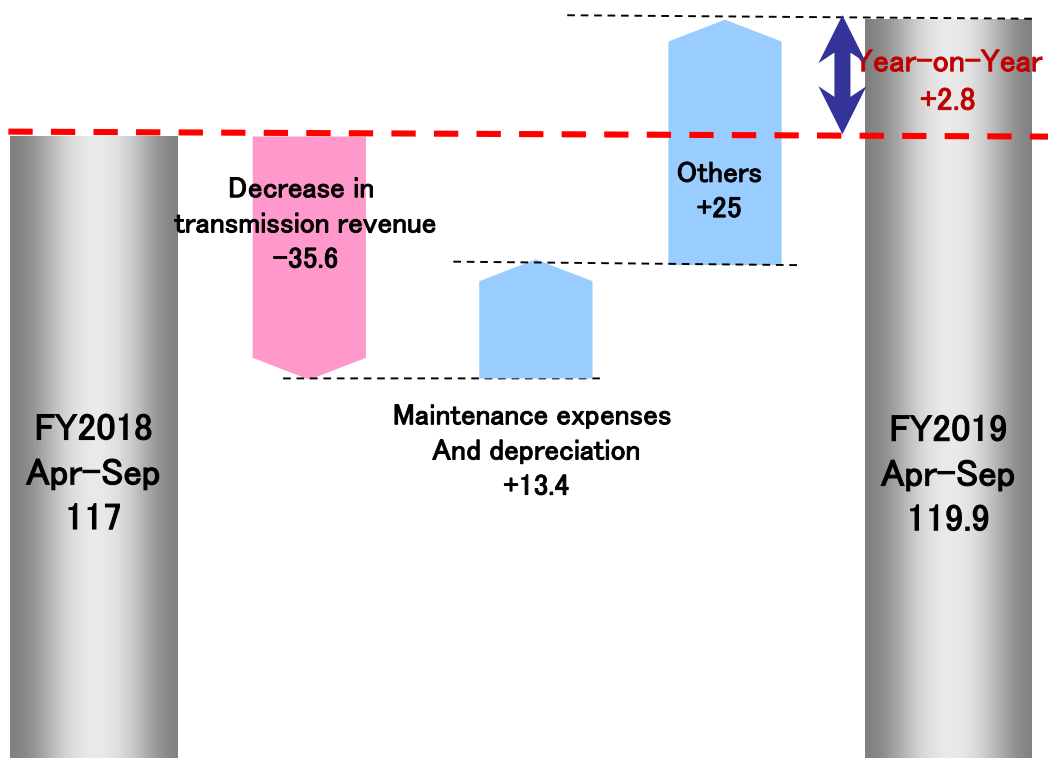 Year-on-Year
+2.8
Decrease in
transmission revenue
-35.6
Others
+25
Maintenance expenses
And depreciation
+13.4
FY2018
Apr-Sep
117
FY2019
Apr-Sep
119.9